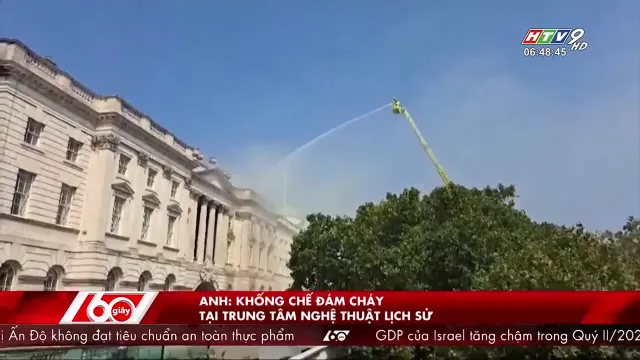 HTV9 HD
06:48:45
60 giây
ANH: KHỐNG CHẾ ĐÁM CHÁY
TẠI TRUNG TÂM NGHỆ THUẬT LỊCH SỬ
Ấn Độ không đạt tiêu chuẩn an toàn thực phẩm 60 GDP của Israel tăng chậm trong Quý II/202